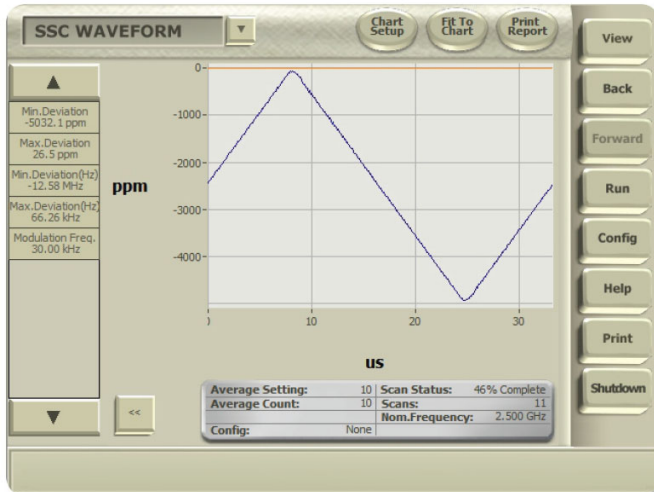 SSC WAVEFORM
Chart Setup
Fit To Chart
Print Report
View
Back
Forward
Run
Config
Help
Print
Shutdown
Min.Deviation
-5032.1 ppm
Max.Deviation
26.5 ppm
Min.Deviation(Hz)
-12.58 MHz
Max.Deviation(Hz)
66.26 kHz
Modulation Freq.
30.00 kHz
ppm
0-
-1000-
-2000-
-3000-
-4000-
10
20
30
us
<<
Average Setting: 10 Scan Status: 46% Complete
Average Count: 10 Scans: 11
Nom.Frequency: 2.500 GHz
Config: None